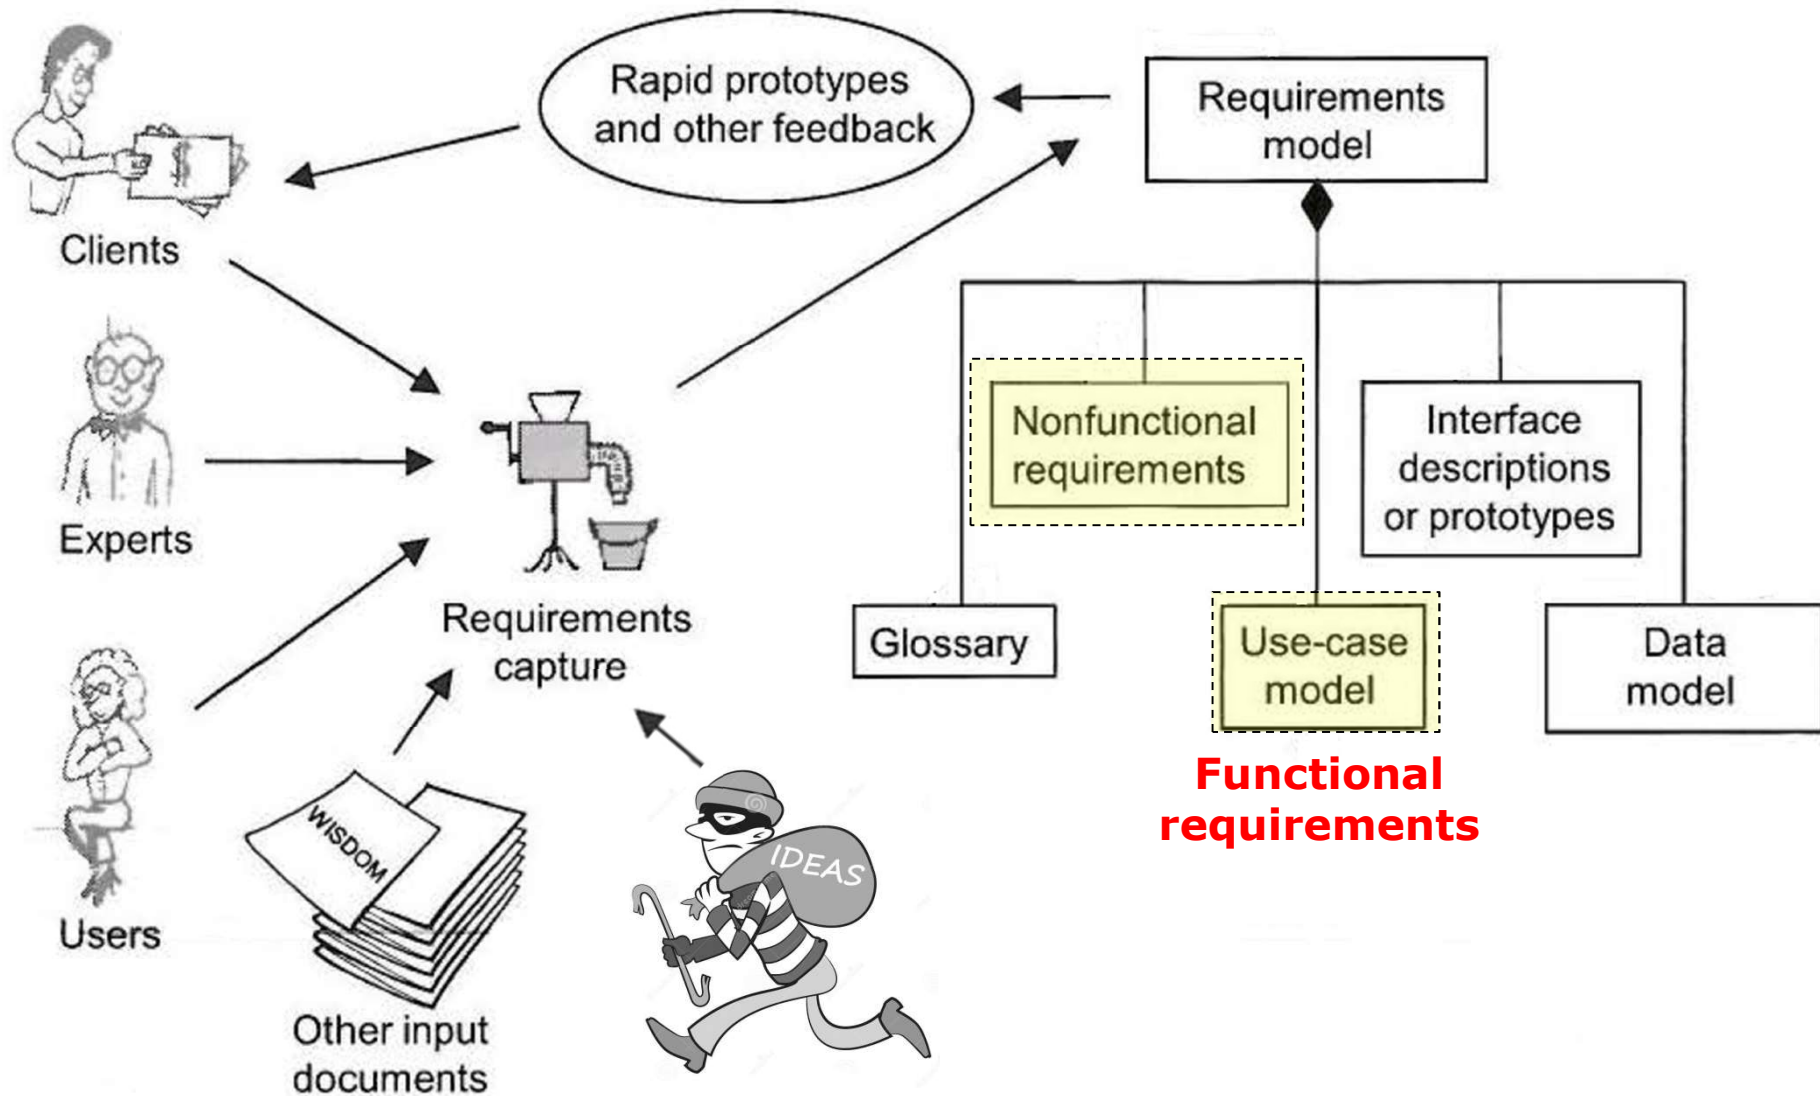 Rapid prototypes
and other feedback
Requirements
model
Clients
Nonfunctional
requirements
Interface
descriptions
or prototypes
Experts
Requirements
capture
Glossary
Use-case
model
Data
model
Functional
requirements
WISDOM
IDEAS
Users
Other input
documents